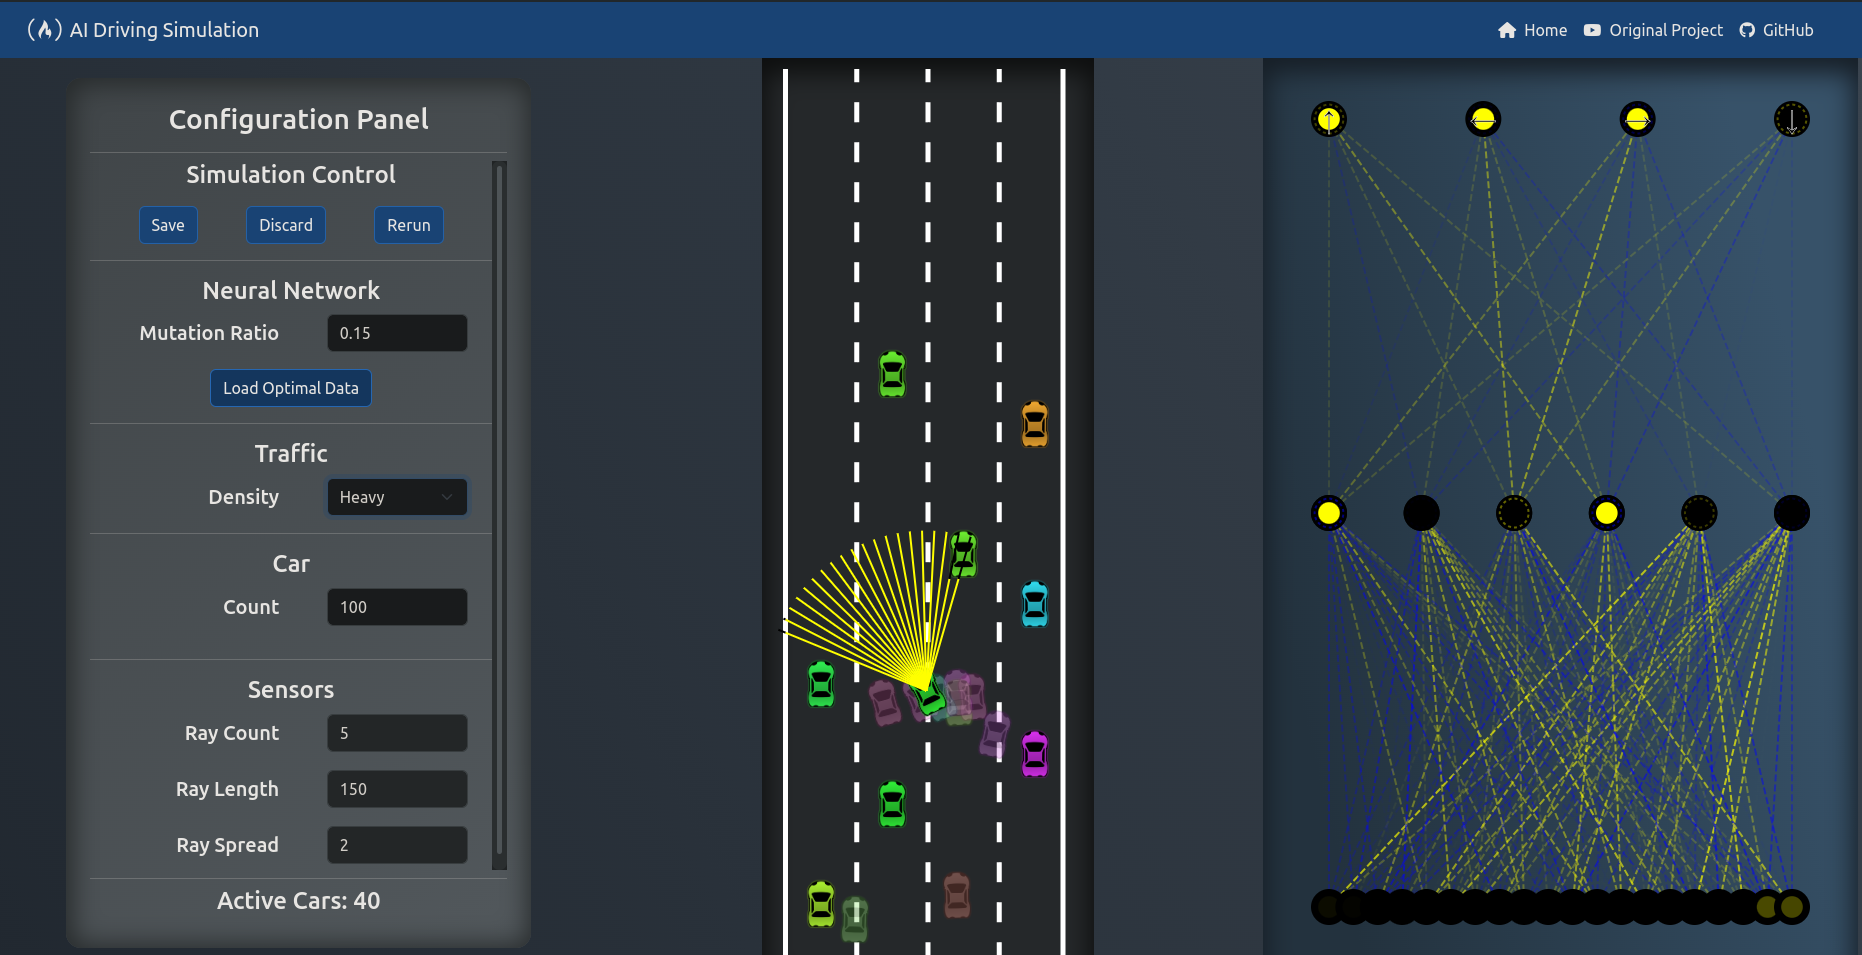 AI Driving Simulation
Home Original Project GitHub
Configuration Panel
Simulation Control
Save Discard Rerun
Neural Network
Mutation Ratio 0.15
Load Optimal Data
Traffic
Density Heavy
Car
Count 100
Sensors
Ray Count 5
Ray Length 150
Ray Spread 2
Active Cars: 40